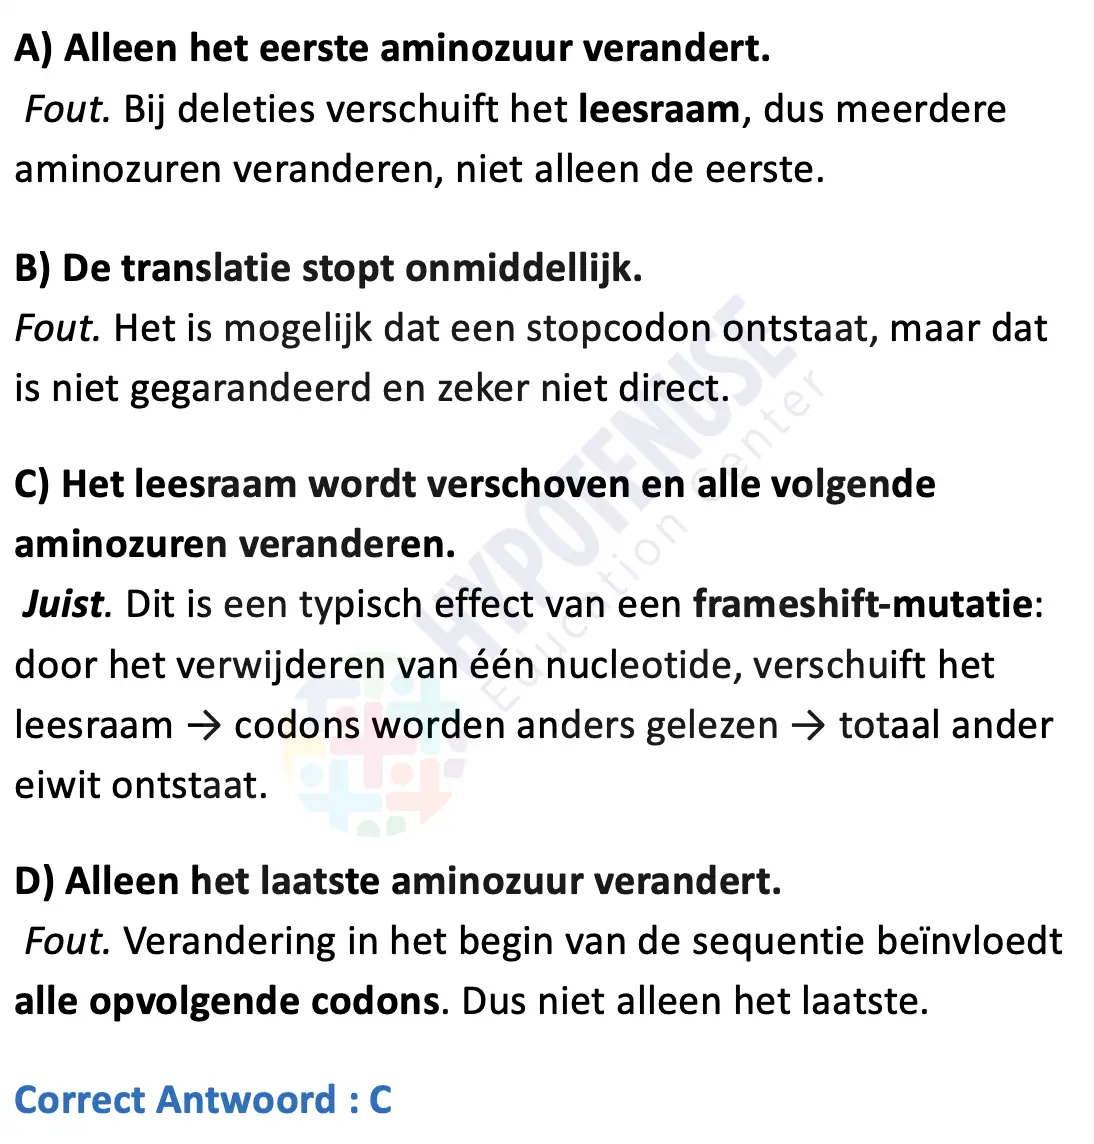 A) Alleen het eerste aminozuur verandert.
Fout. Bij deleties verschuift het leesraam, dus meerdere
aminozuren veranderen, niet alleen de eerste.
B) De translatie stopt onmiddellijk.
Fout. Het is mogelijk dat een stopcodon ontstaat, maar dat
is niet gegarandeerd en zeker niet direct.
C) Het leesraam wordt verschoven en alle volgende
aminozuren veranderen.
Juist. Dit is een typisch effect van een frameshift-mutatie:
door het verwijderen van één nucleotide, verschuift het
leesraam → codons worden anders gelezen → totaal ander
eiwit ontstaat.
D) Alleen het laatste aminozuur verandert.
Fout. Verandering in het begin van de sequentie beïnvloedt
alle opvolgende codons. Dus niet alleen het laatste.
Correct Antwoord : C
HYPOTENUSE
Education Center